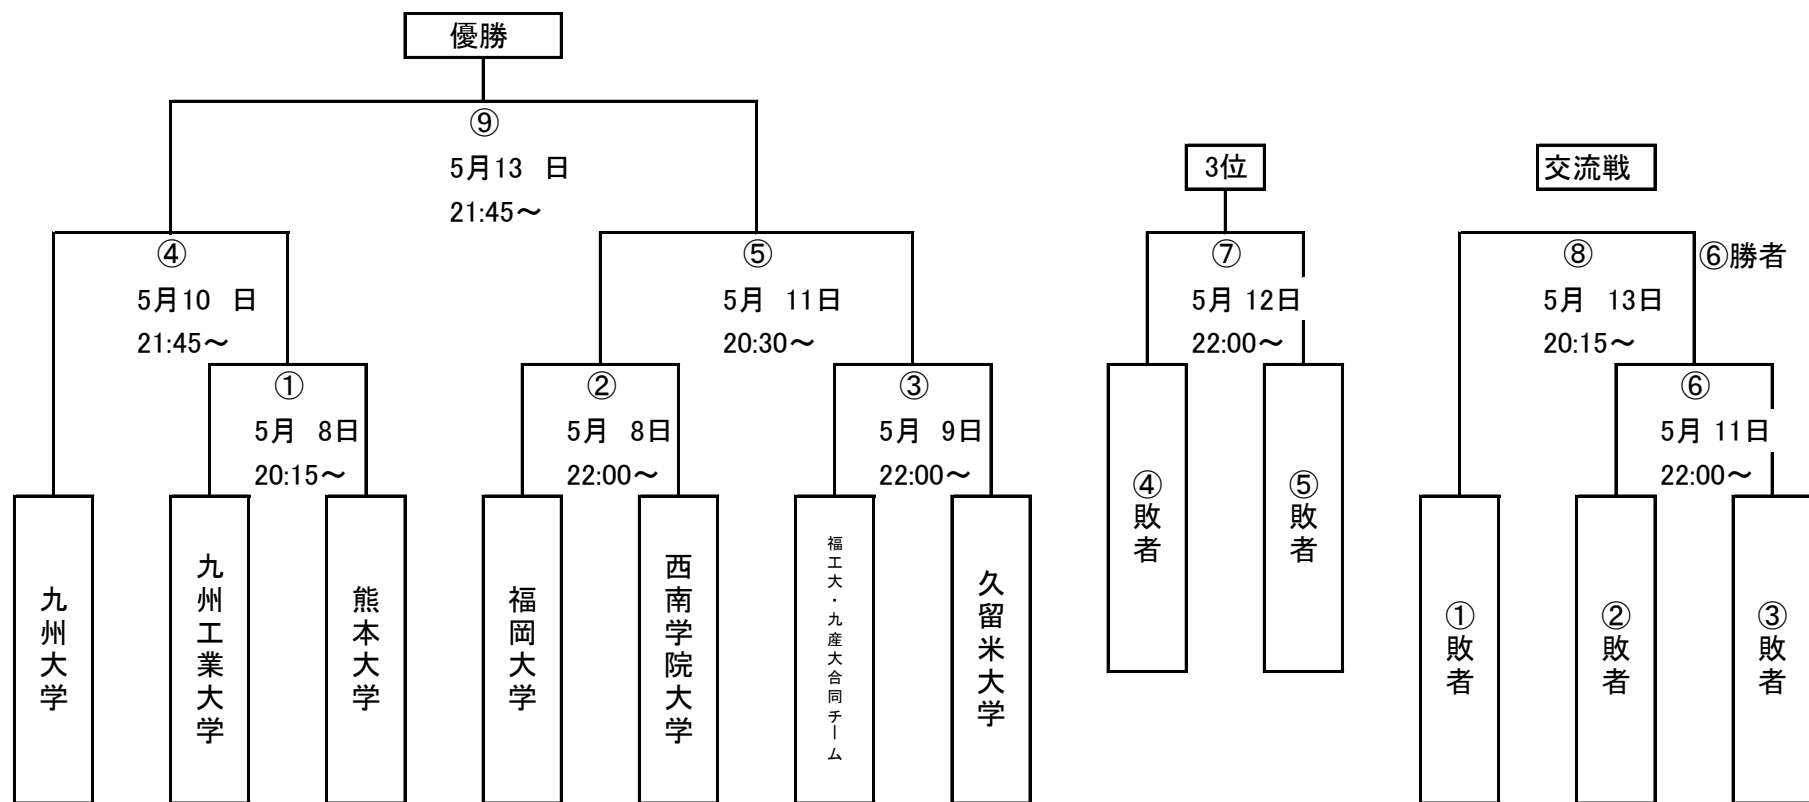 優勝
⑨
5月13 日
21:45～
3位
交流戦
④
5月10 日
21:45～
⑤
5月 11日
20:30～
⑦
5月 12日
22:00～
⑧
5月 13日
20:15～
⑥勝者
①
5月 8日
20:15～
②
5月 8日
22:00～
③
5月 9日
22:00～
⑥
5月 11日
22:00～
九州大学
九州工業大学
熊本大学
福岡大学
西南学院大学
福工大・九産大合同チーム
久留米大学
④敗者
⑤敗者
①敗者
②敗者
③敗者